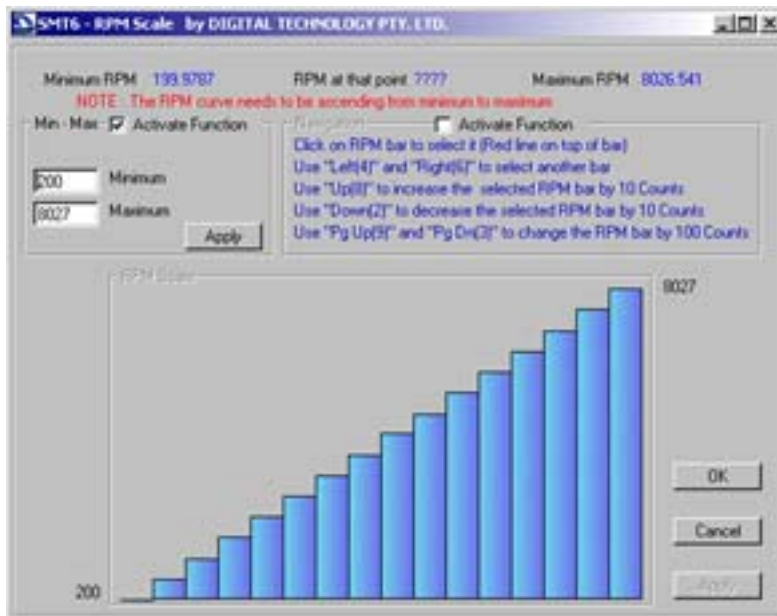 SMT6 - RPM Scale by DIGITAL TECHNOLOGY PTY. LTD.
Minimum RPM 199.9787 RPM at that point ???? Maximum RPM 8026.541
NOTE The RPM curve needs to be ascending from minimum to maximum
Min - Max Activate Function
200 Minimum
8027 Maximum
Apply
Navigation Activate Function
Click on RPM bar to select it (Red line on top of bar)
Use "Left(4)" and "Right(6)" to select another bar
Use "Up(8)" to increase the selected RPM bar by 10 Counts
Use "Down(2)" to decrease the selected RPM bar by 10 Counts
Use "Pg Up(9)" and "Pg Dn(3)" to change the RPM bar by 100 Counts
RPM Scale
8027
200
OK
Cancel
Apply